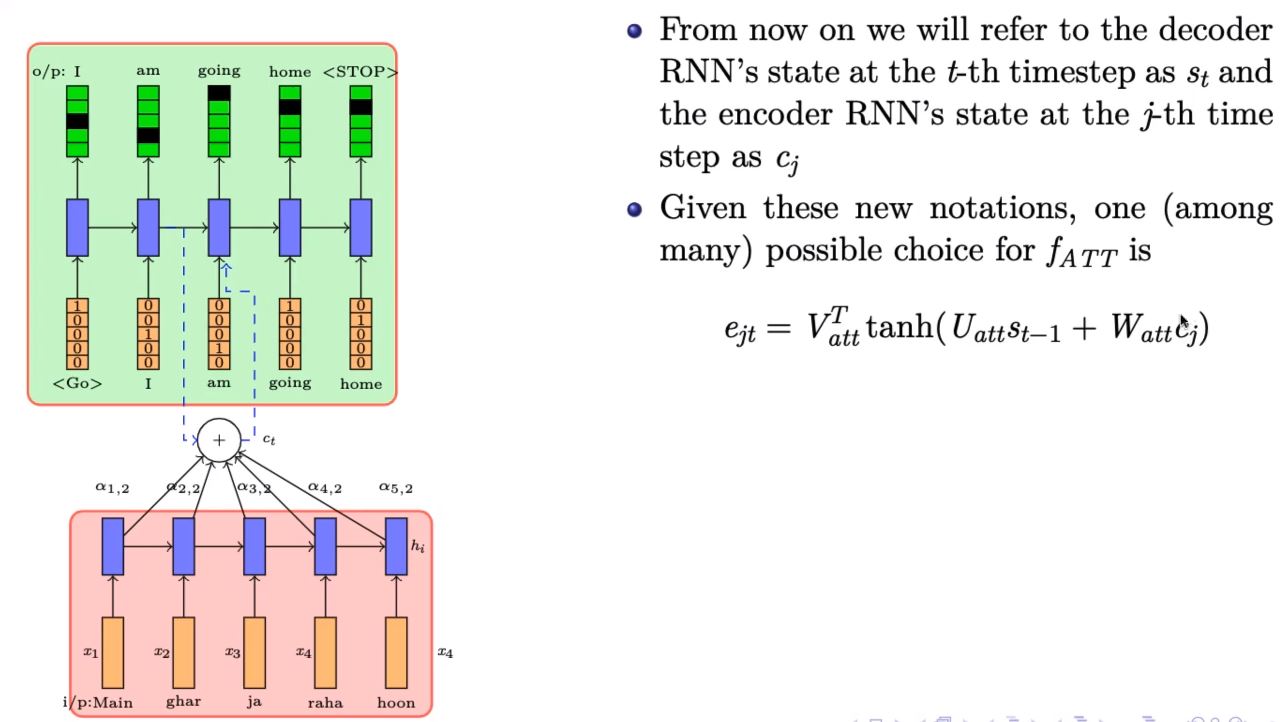 o/p: I am going home <STOP>
1 0 0 1 0
0 0 0 0 1
0 1 0 0 0
0 0 1 0 0
0 0 0 0 0
<Go> I am going home
+ c_t
α_{1,2} α_{2,2} α_{3,2} α_{4,2} α_{5,2}
h_i
x_1 x_2 x_3 x_4 x_4
i/p:Main ghar ja raha hoon
From now on we will refer to the decoder
RNN's state at the t-th timestep as s_t and
the encoder RNN's state at the j-th time
step as c_j
Given these new notations, one (among
many) possible choice for f_{ATT} is
e_{jt} = V_{att}^T tanh(U_{att}s_{t−1} + W_{att}c_j)